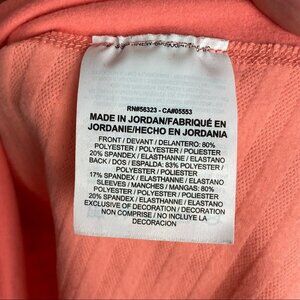 RN#56323 - CA#05553
MADE IN JORDAN/FABRIQUÉ EN
JORDANIE/HECHO EN JORDANIA
FRONT / DEVANT / DELANTERO: 80%
POLYESTER / POLYESTER / POLIESTER
20% SPANDEX / ELASTHANNE / ELASTANO
BACK / DOS / ESPALDA: 83% POLYESTER /
POLYESTER / POLIESTER
17% SPANDEX / ELASTHANNE / ELASTANO
SLEEVES / MANCHES / MANGAS: 80%
POLYESTER / POLYESTER / POLIESTER
20% SPANDEX / ELASTHANNE / ELASTANO
EXCLUSIVE OF DECORATION / DECORATION
NON COMPRISE / NO INCLUYE LA
DECORACION